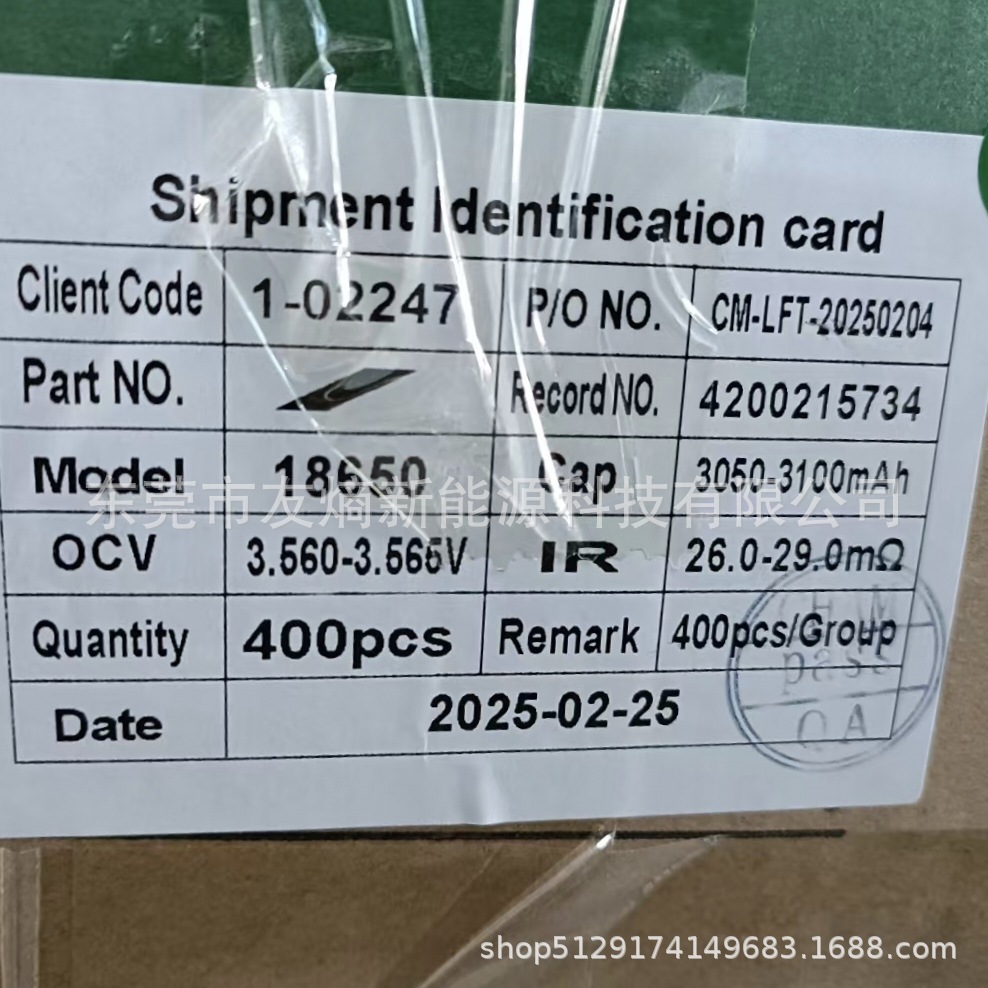 Shipment Identification card
Client Code 1-02247 P/O NO. CM-LFT-20250204
Part NO. Record NO. 4200215734
Model 18650 Cap 3050-3100mAh
东莞市友熵新能源科技有限公司
OCV 3.560-3.565V IR 26.0-29.0mΩ
Quantity 400pcs Remark 400pcs/Group
pass
Date 2025-02-25
QA
shop5129174149683.1688.com